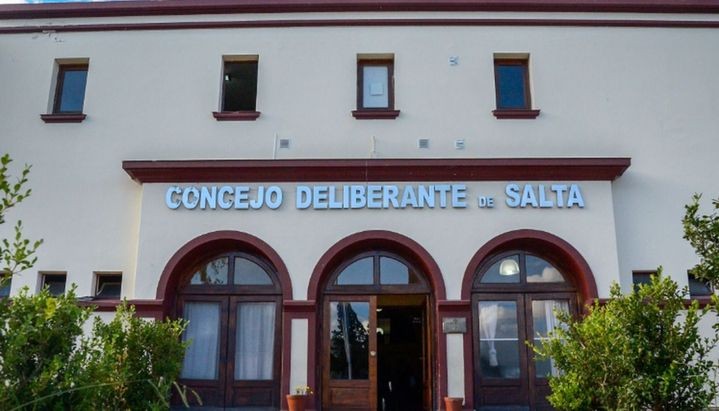 CONCEJO DELIBERANTE DE SALTA